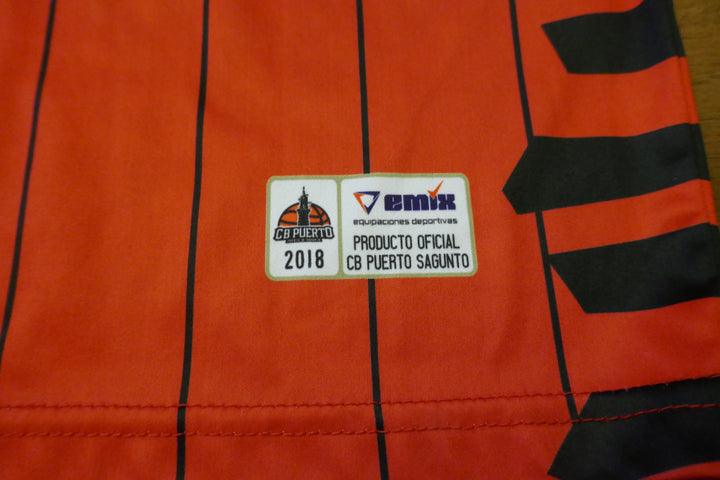 CB PUERTO
2018
emix
equipaciones deportivas
PRODUCTO OFICIAL
CB PUERTO SAGUNTO